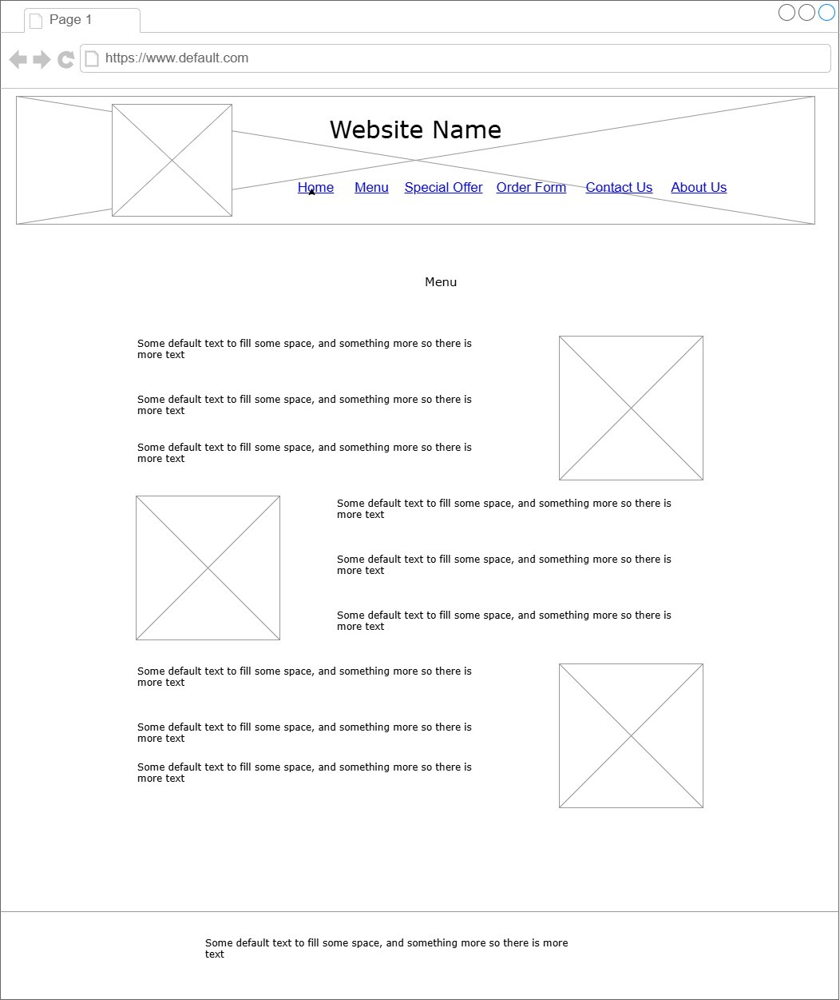 Page 1
https://www.default.com
Website Name
Home Menu Special Offer Order Form Contact Us About Us
Menu
Some default text to fill some space, and something more so there is
more text
Some default text to fill some space, and something more so there is
more text
Some default text to fill some space, and something more so there is
more text
Some default text to fill some space, and something more so there is
more text
Some default text to fill some space, and something more so there is
more text
Some default text to fill some space, and something more so there is
more text
Some default text to fill some space, and something more so there is
more text
Some default text to fill some space, and something more so there is
more text
Some default text to fill some space, and something more so there is
more text
Some default text to fill some space, and something more so there is more
text